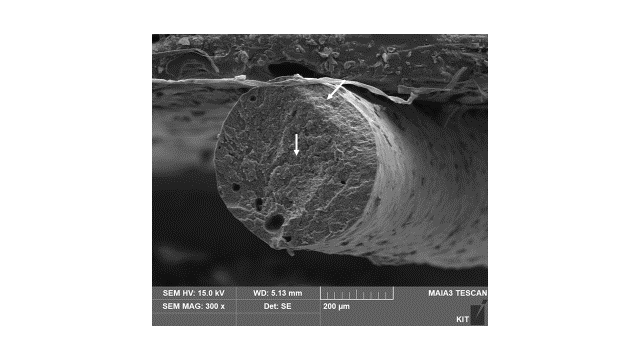 SEM HV: 15.0 kV WD: 5.13 mm MAIA3 TESCAN
SEM MAG: 300 x Det: SE 200 µm
KIT